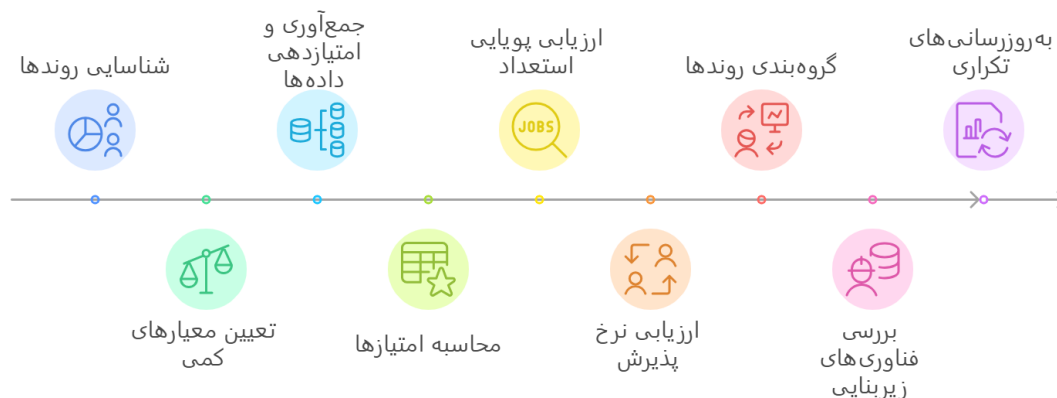 شناسایی روندها
تعیین معیارهای
کمی
جمع‌آوری و
امتیازدهی
داده‌ها
محاسبه امتیازها
ارزیابی پویایی
استعداد
JOBS
ارزیابی نرخ
پذیرش
گروه‌بندی روندها
بررسی
فناوری‌های
زیربنایی
به‌روزرسانی‌های
تکراری